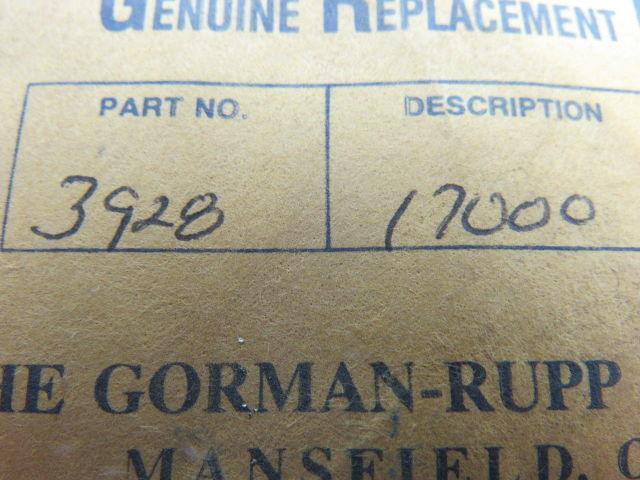 GENUINE REPLACEMENT
PART NO. DESCRIPTION
3928 17000
HE GORMAN-RUPP
MANSFIELD, O